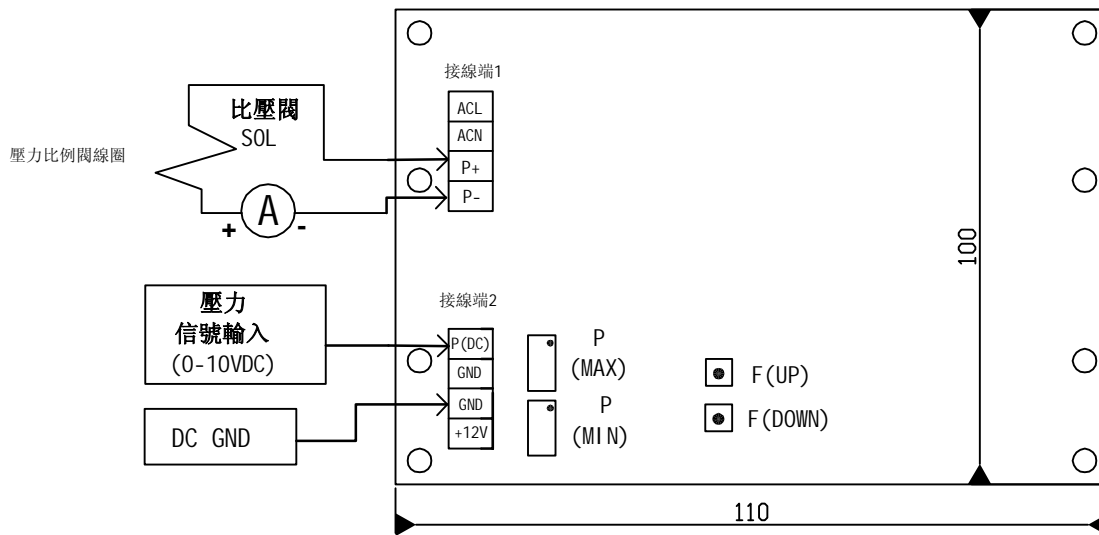 接線端1
ACL
ACN
P+
P-
比壓閥
SOL
壓力比例閥線圈
A
+ -
100
接線端2
壓力
信號輸入
(0-10VDC)
P(DC)
GND
GND
+12V
DC GND
P
(MAX)
P
(MIN)
F(UP)
F(DOWN)
110